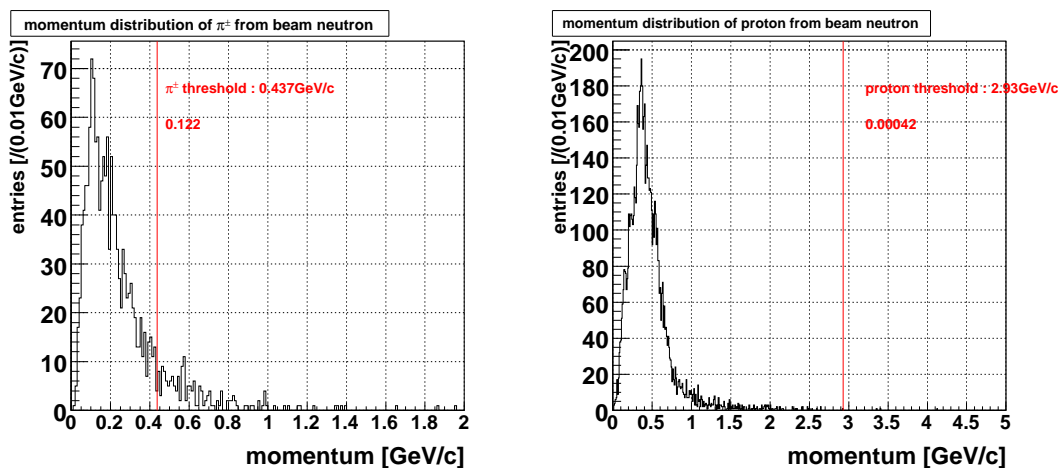 momentum distribution of π± from beam neutron
entries [/(0.01GeV/c)]
70
60
50
40
30
20
10
0
π± threshold : 0.437GeV/c
0.122
0 0.2 0.4 0.6 0.8 1 1.2 1.4 1.6 1.8 2
momentum [GeV/c]
momentum distribution of proton from beam neutron
entries [/(0.01GeV/c)]
200
180
160
140
120
100
80
60
40
20
0
proton threshold : 2.93GeV/c
0.00042
0 0.5 1 1.5 2 2.5 3 3.5 4 4.5 5
momentum [GeV/c]